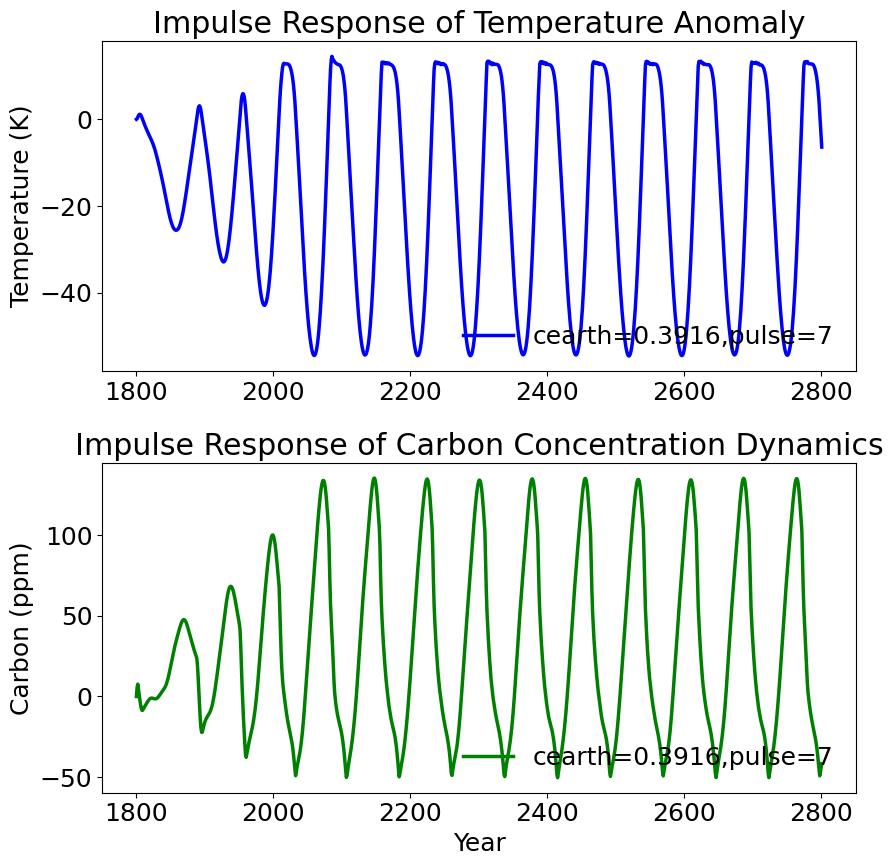 Impulse Response of Temperature Anomaly
Temperature (K)
0
−20
−40
cearth=0.3916,pulse=7
1800 2000 2200 2400 2600 2800
Impulse Response of Carbon Concentration Dynamics
Carbon (ppm)
100
50
0
−50
cearth=0.3916,pulse=7
1800 2000 2200 2400 2600 2800
Year